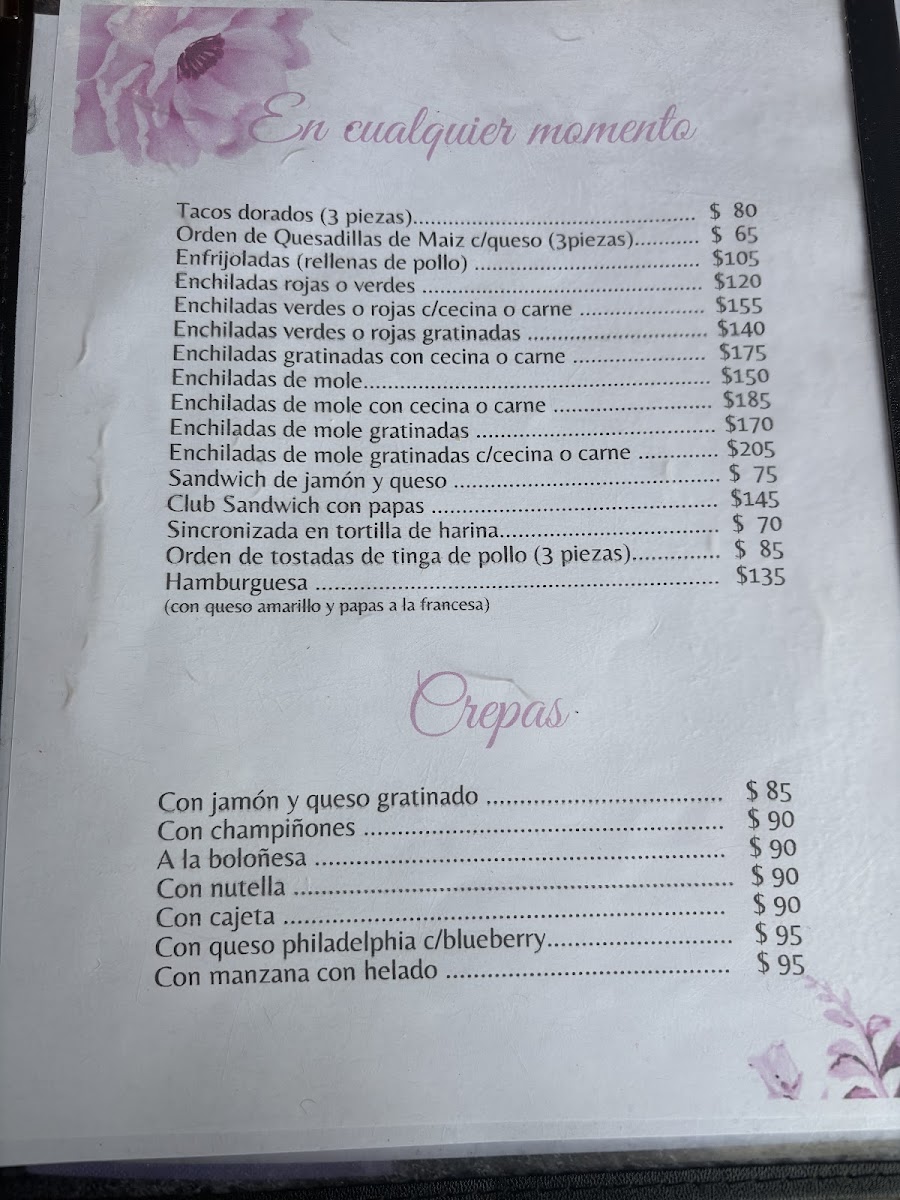 En cualquier momento
Tacos dorados (3 piezas)............................................... $ 80
Orden de Quesadillas de Maiz c/queso (3piezas)........... $ 65
Enfrijoladas (rellenas de pollo) ...................................... $105
Enchiladas rojas o verdes ............................................... $120
Enchiladas verdes o rojas c/cecina o carne ..................... $155
Enchiladas verdes o rojas gratinadas .............................. $140
Enchiladas gratinadas con cecina o carne ...................... $175
Enchiladas de mole.......................................................... $150
Enchiladas de mole con cecina o carne .......................... $185
Enchiladas de mole gratinadas ........................................ $170
Enchiladas de mole gratinadas c/cecina o carne ............. $205
Sandwich de jamón y queso ............................................ $ 75
Club Sandwich con papas ................................................ $145
Sincronizada en tortilla de harina..................................... $ 70
Orden de tostadas de tinga de pollo (3 piezas)............... $ 85
Hamburguesa ................................................................... $135
(con queso amarillo y papas a la francesa)
Crepas
Con jamón y queso gratinado ................................... $ 85
Con champiñones ...................................................... $ 90
A la boloñesa ............................................................. $ 90
Con nutella ................................................................. $ 90
Con cajeta .................................................................. $ 90
Con queso philadelphia c/blueberry........................... $ 95
Con manzana con helado .......................................... $ 95